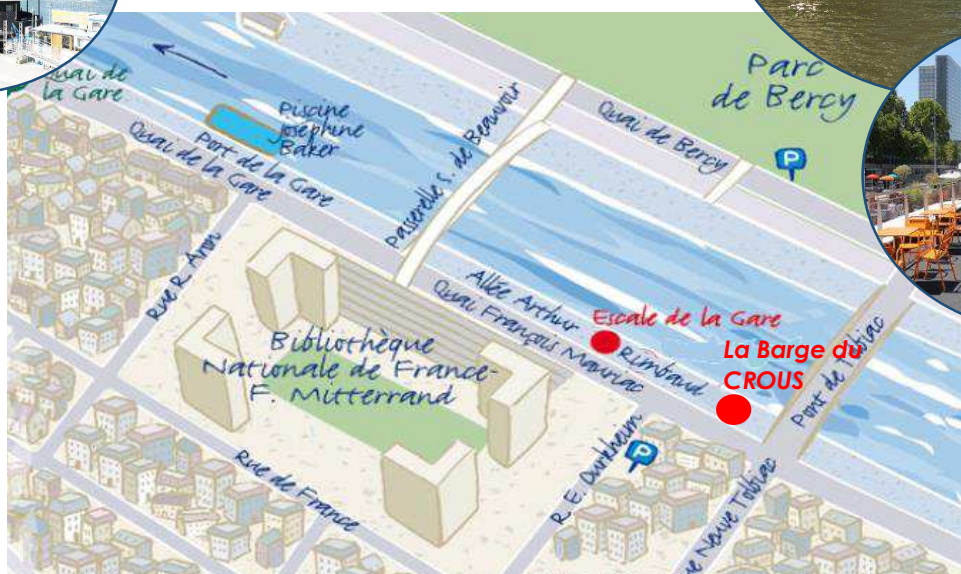 Quai de
la Gare
Piscine
Joséphine
Baker
Port de la Gare
Quai de la Gare
Passerelle S. de Beauvoir
Quai de Bercy
Parc
de Bercy
P
Rue R. Aron
Allée Arthur Rimbaud
Quai François Mauriac
Escale de la Gare
La Barge du
CROUS
Pont de Tolbiac
Bibliothèque
Nationale de France-
F. Mitterrand
R. E. Durkheim
P
Rue de France
Neuve Tolbiac